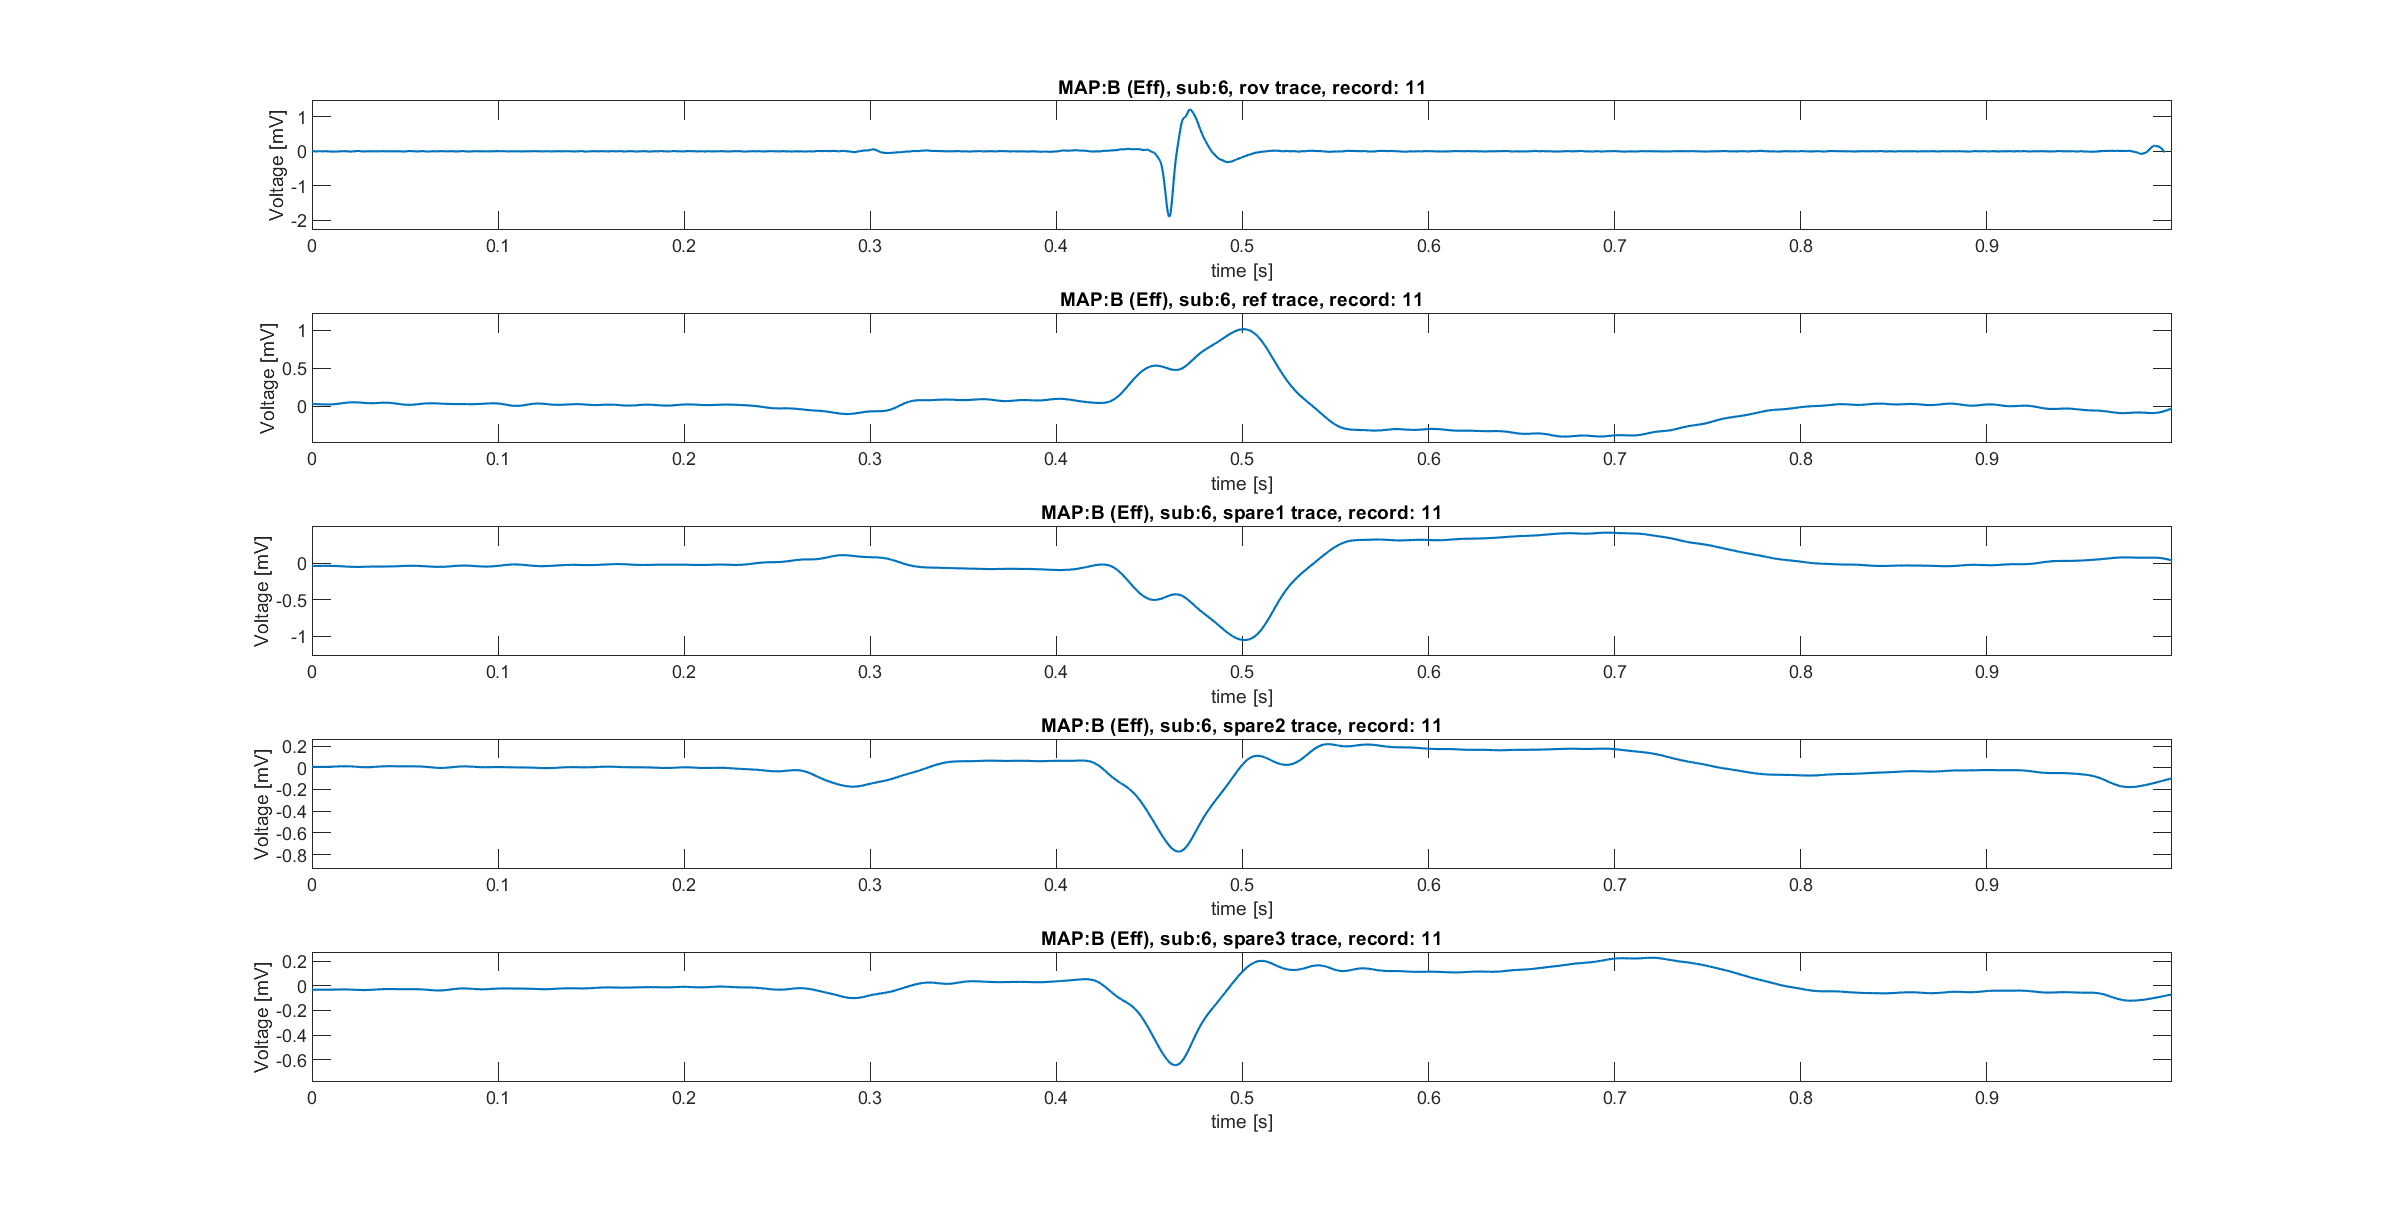 MAP:B (Eff), sub:6, rov trace, record: 11
Voltage [mV]
1
0
-1
-2
0 0.1 0.2 0.3 0.4 0.5 0.6 0.7 0.8 0.9
time [s]
MAP:B (Eff), sub:6, ref trace, record: 11
Voltage [mV]
1
0.5
0
0 0.1 0.2 0.3 0.4 0.5 0.6 0.7 0.8 0.9
time [s]
MAP:B (Eff), sub:6, spare1 trace, record: 11
Voltage [mV]
0
-0.5
-1
0 0.1 0.2 0.3 0.4 0.5 0.6 0.7 0.8 0.9
time [s]
MAP:B (Eff), sub:6, spare2 trace, record: 11
Voltage [mV]
0.2
0
-0.2
-0.4
-0.6
-0.8
0 0.1 0.2 0.3 0.4 0.5 0.6 0.7 0.8 0.9
time [s]
MAP:B (Eff), sub:6, spare3 trace, record: 11
Voltage [mV]
0.2
0
-0.2
-0.4
-0.6
0 0.1 0.2 0.3 0.4 0.5 0.6 0.7 0.8 0.9
time [s]